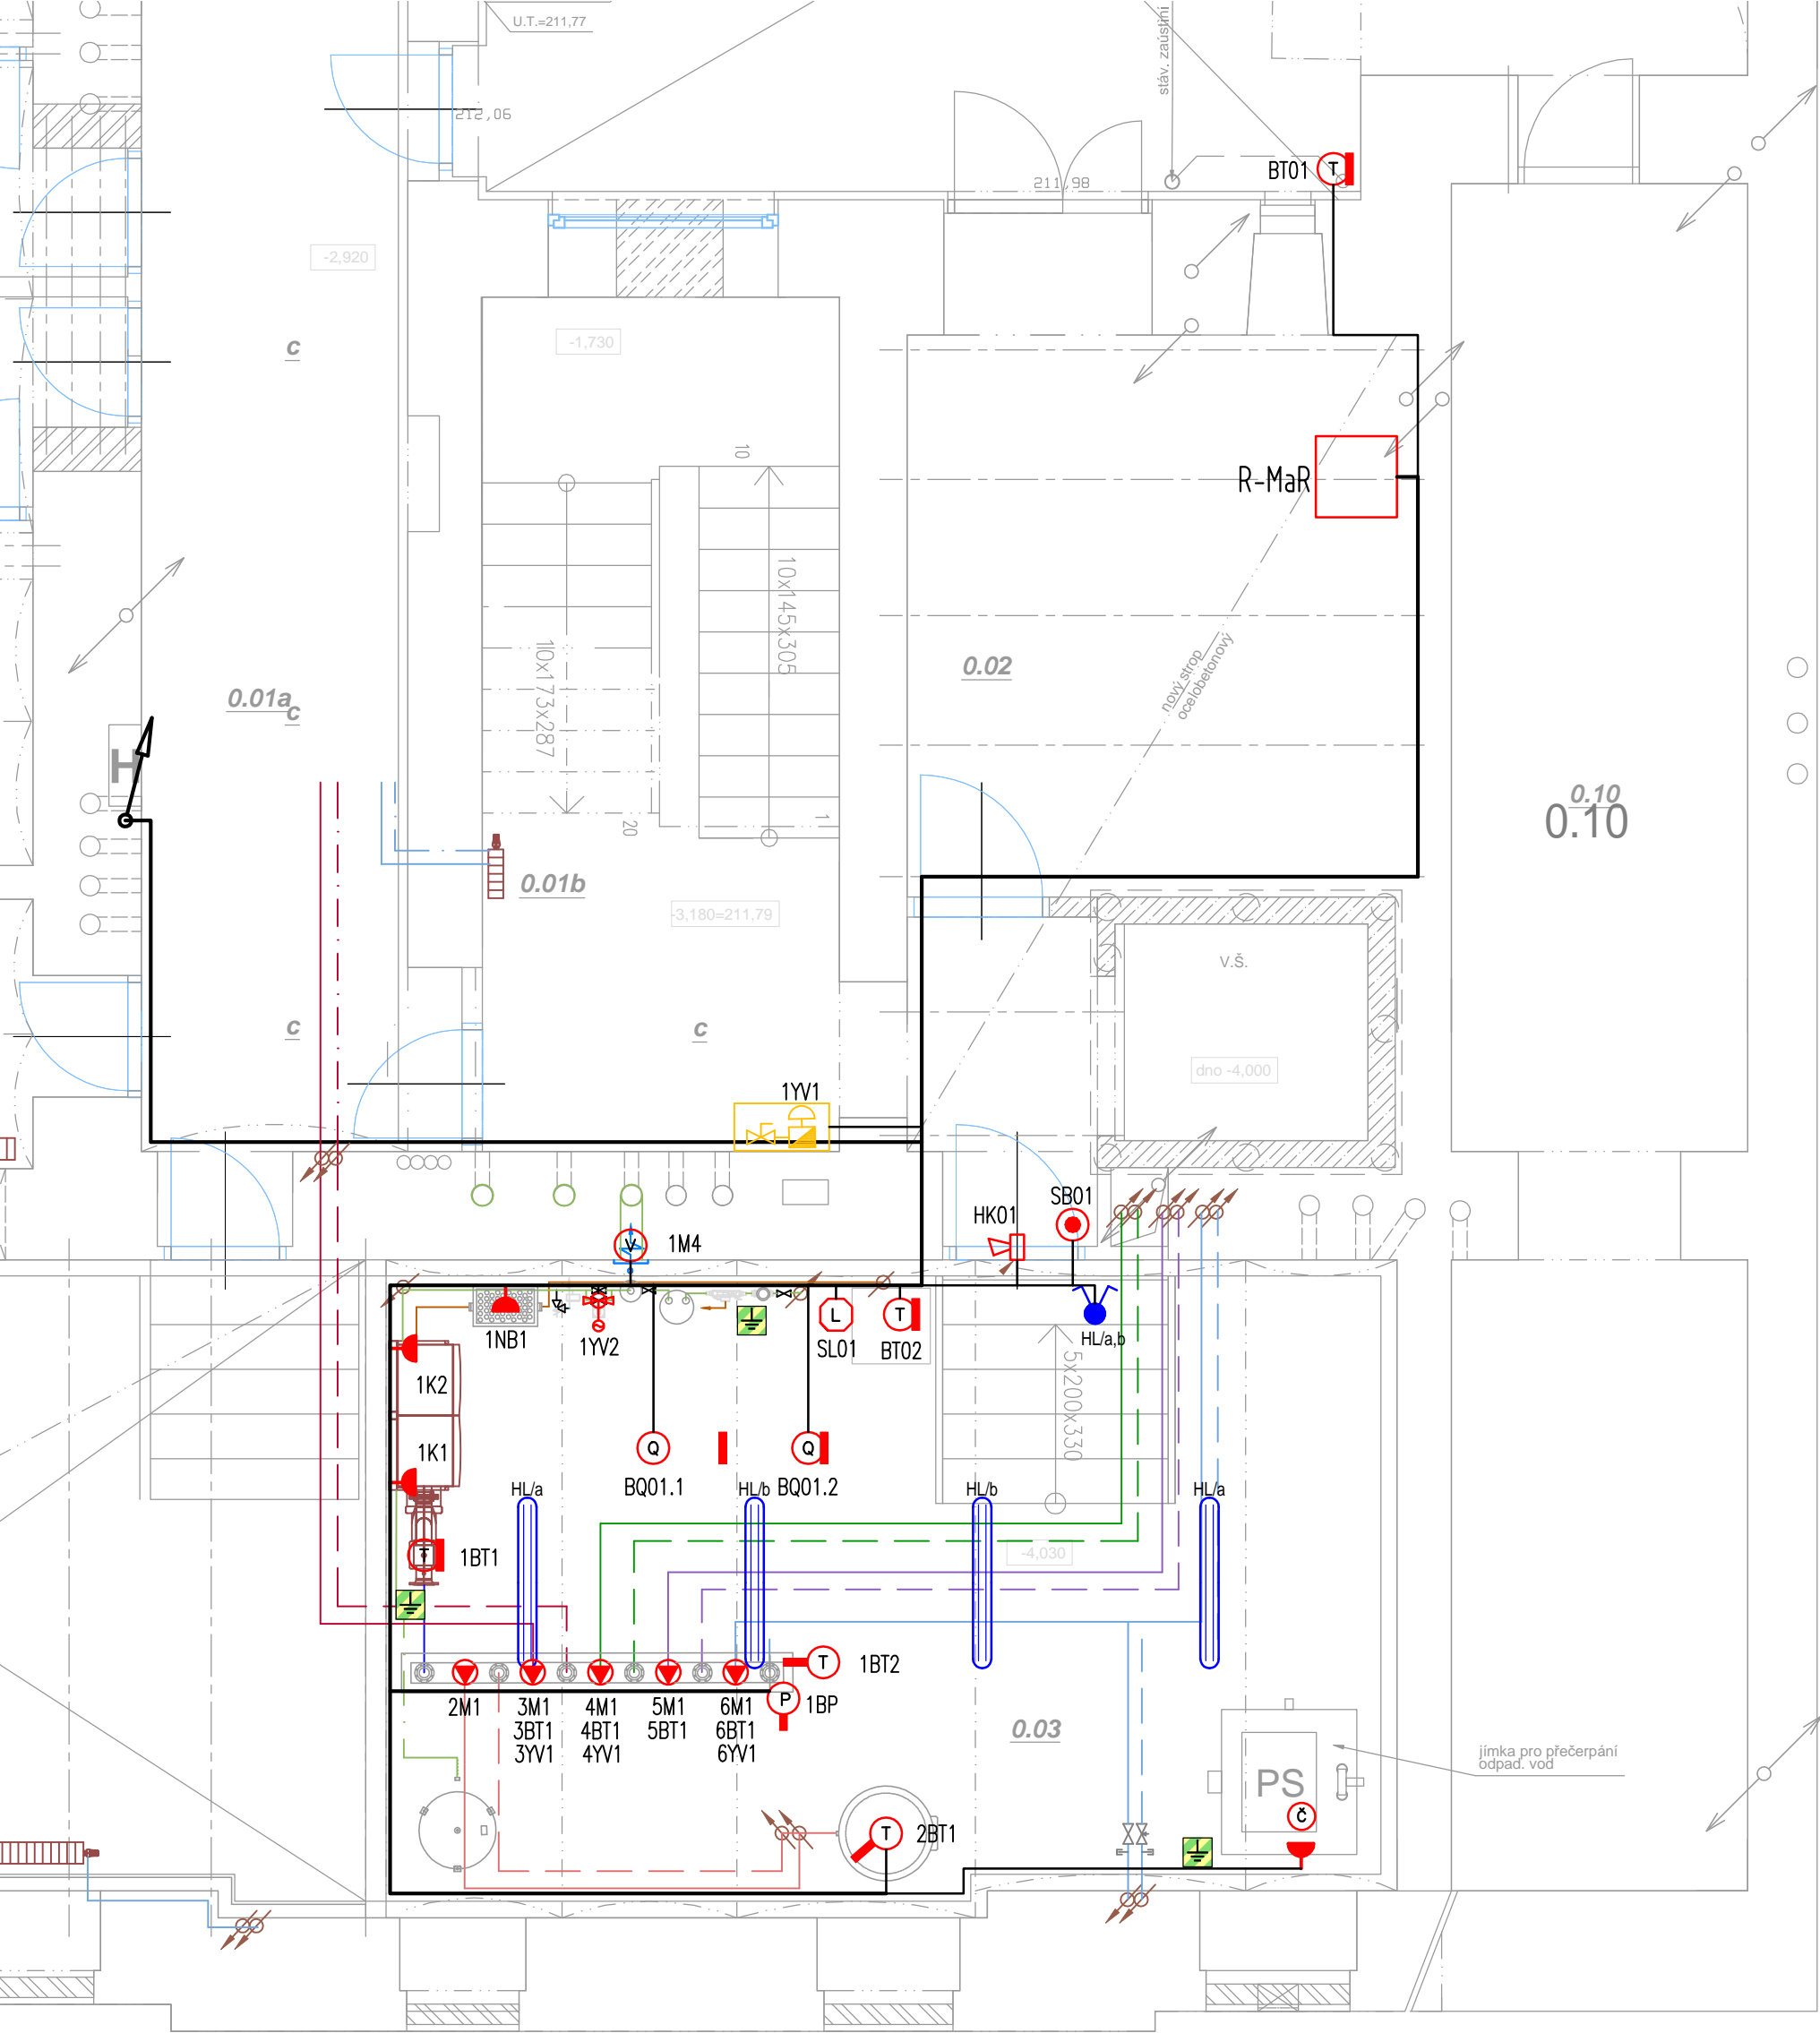 U.T.=211,77
stáv. zaústiní
212,06
BT01
T
211,98
-2,920
-1,730
c
10
R-MaR
10x145x305
10x173x287
nový strop
ocelobetonový
0.02
0.01a
c
H
0.10
0.10
20
1
0.01b
-3,180=211,79
V.Š.
c
c
dno -4,000
1YV1
SB01
HK01
V
1M4
1NB1
1YV2
L
SL01
T
BT02
HL/a,b
5x200x330
1K2
1K1
Q
BQ01.1
Q
BQ01.2
HL/a
HL/b
HL/b
HL/a
T
1BT1
-4,030
T
1BT2
P
1BP
2M1
3M1
3BT1
3YV1
4M1
4BT1
4YV1
5M1
5BT1
6M1
6BT1
6YV1
0.03
jímka pro přečerpání
odpad. vod
PS
Č
T
2BT1